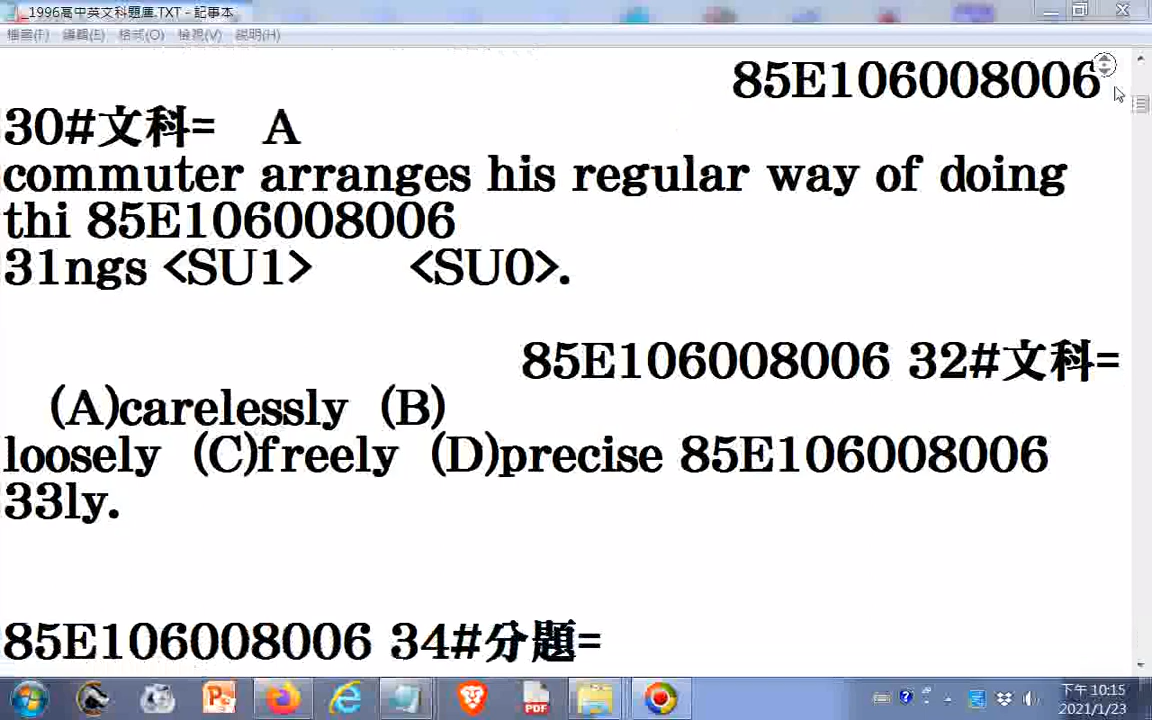 _1996高中英文科題庫.TXT - 記事本
檔案(F) 編輯(E) 格式(O) 檢視(V) 說明(H)
85E106008006
30#文科= A
commuter arranges his regular way of doing
thi 85E106008006
31ngs <SU1> <SU0>.
85E106008006 32#文科=
(A)carelessly (B)
loosely (C)freely (D)precise 85E106008006
33ly.
85E106008006 34#分題=
PDF
下午 10:15
2021/1/23